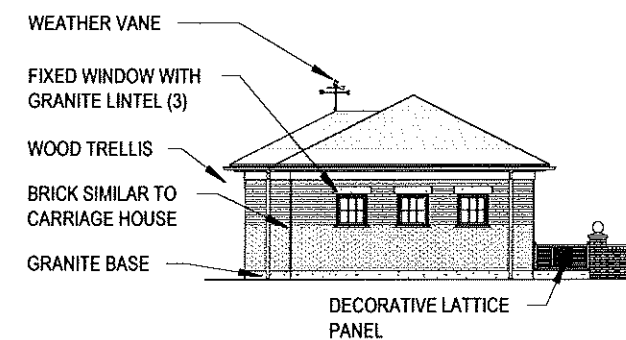 WEATHER VANE
FIXED WINDOW WITH
GRANITE LINTEL (3)
WOOD TRELLIS
BRICK SIMILAR TO
CARRIAGE HOUSE
GRANITE BASE
DECORATIVE LATTICE
PANEL